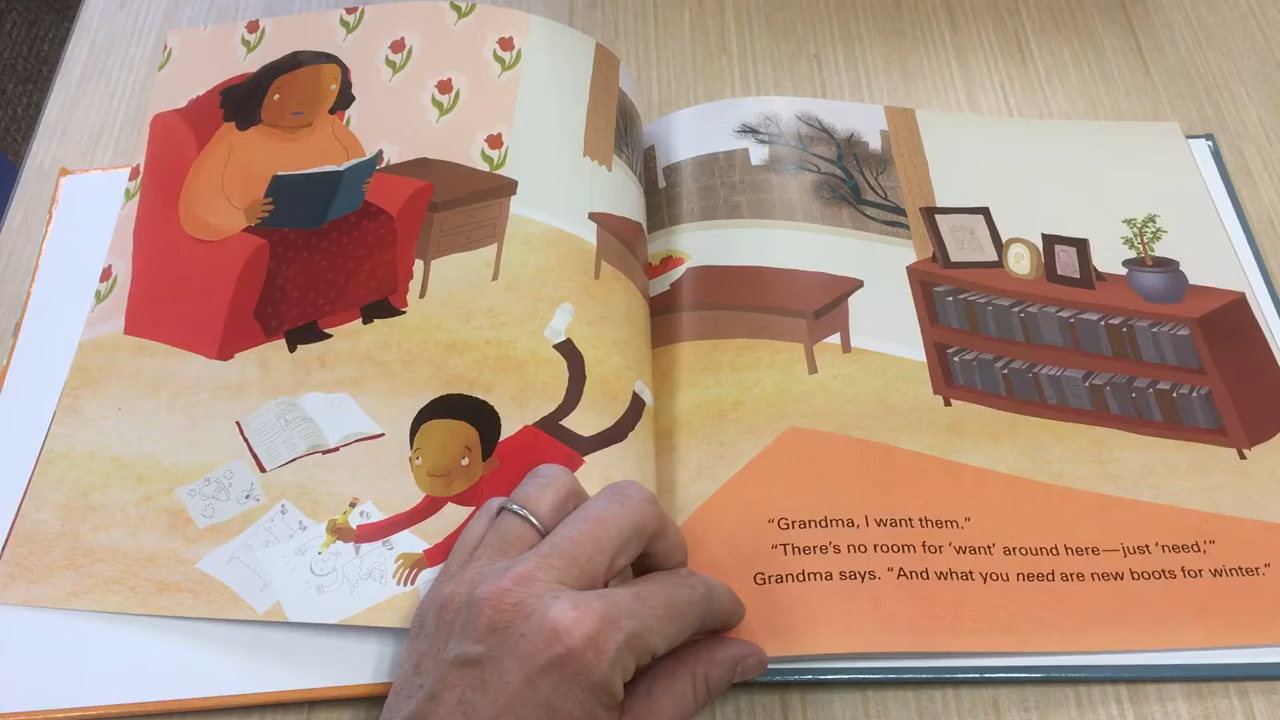 “Grandma, I want them.”
“There’s no room for ‘want’ around here—just ‘need,’”
Grandma says. “And what you need are new boots for winter.”